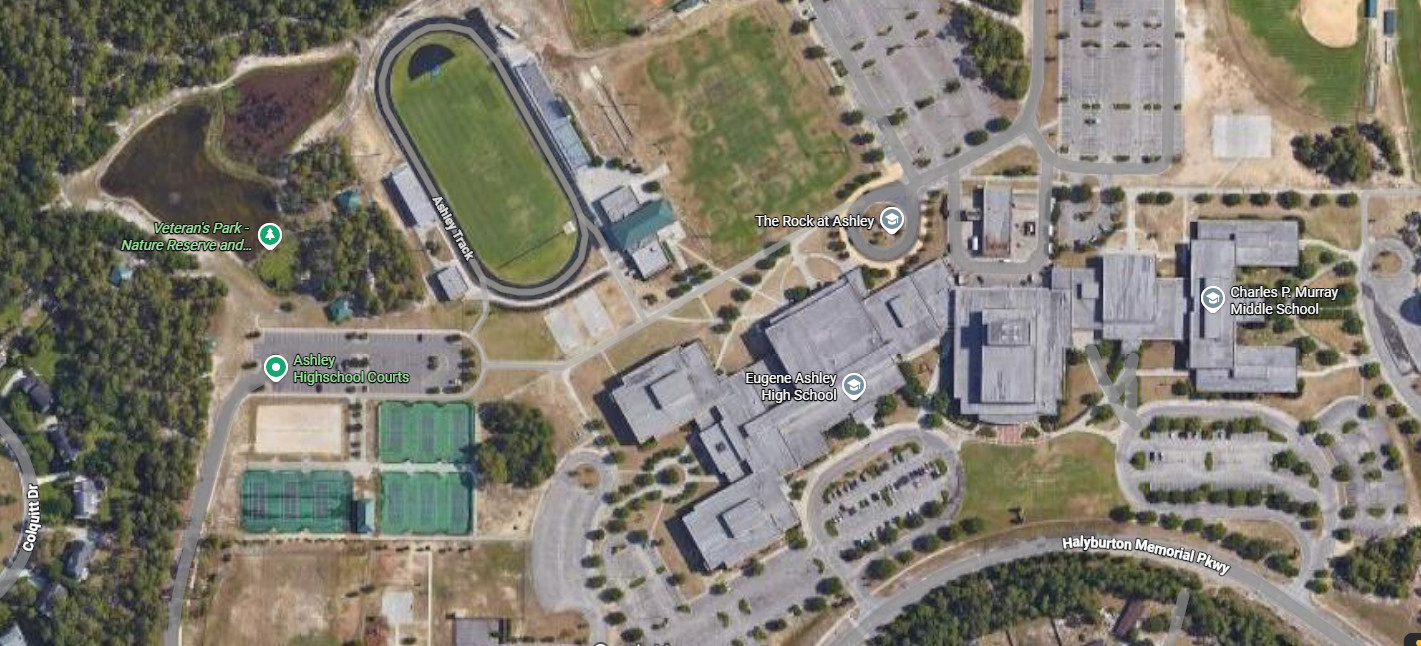 Veteran's Park -
Nature Reserve and...
Ashley Track
The Rock at Ashley
Charles P. Murray
Middle School
Ashley
Highschool Courts
Eugene Ashley
High School
Colquitt Dr
Halyburton Memorial Pkwy